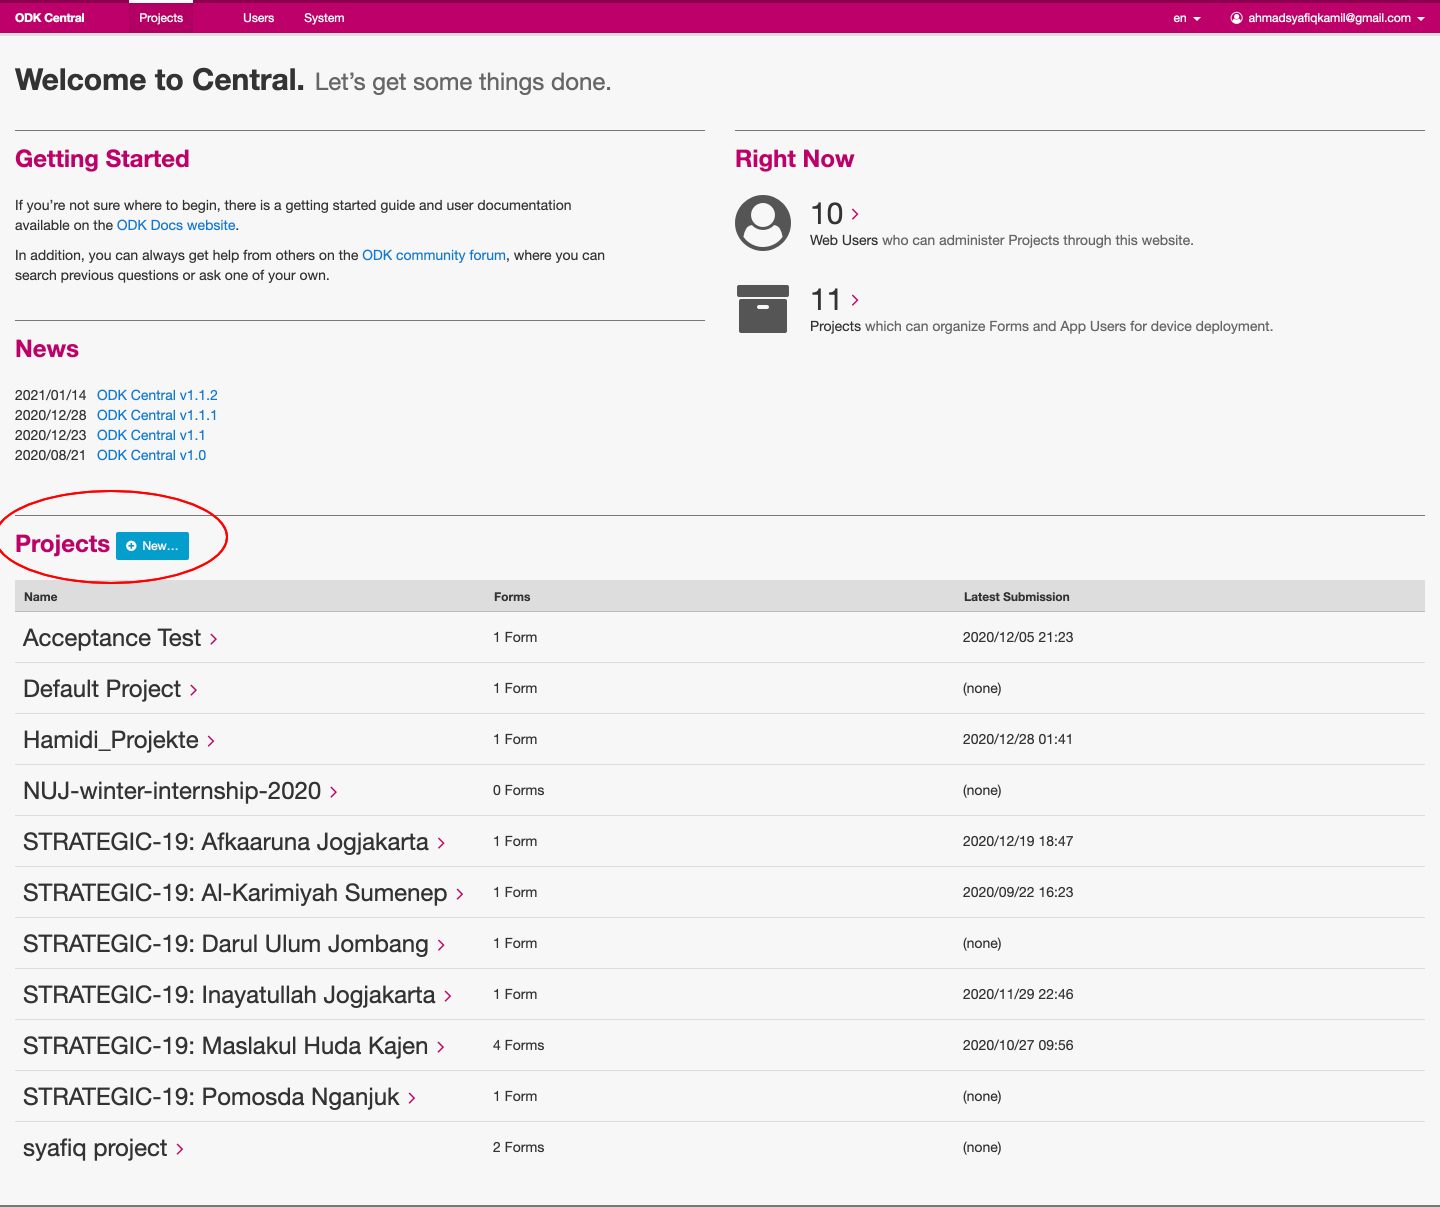 ODK Central Projects Users System en ahmadsyafiqkamil@gmail.com
Welcome to Central. Let's get some things done.
Getting Started
If you're not sure where to begin, there is a getting started guide and user documentation
available on the ODK Docs website.
In addition, you can always get help from others on the ODK community forum, where you can
search previous questions or ask one of your own.
Right Now
10
Web Users who can administer Projects through this website.
11
Projects which can organize Forms and App Users for device deployment.
News
2021/01/14 ODK Central v1.1.2
2020/12/28 ODK Central v1.1.1
2020/12/23 ODK Central v1.1
2020/08/21 ODK Central v1.0
Projects New...
Name Forms Latest Submission
Acceptance Test 1 Form 2020/12/05 21:23
Default Project 1 Form (none)
Hamidi_Projekte 1 Form 2020/12/28 01:41
NUJ-winter-internship-2020 0 Forms (none)
STRATEGIC-19: Afkaaruna Jogjakarta 1 Form 2020/12/19 18:47
STRATEGIC-19: Al-Karimiyah Sumenep 1 Form 2020/09/22 16:23
STRATEGIC-19: Darul Ulum Jombang 1 Form (none)
STRATEGIC-19: Inayatullah Jogjakarta 1 Form 2020/11/29 22:46
STRATEGIC-19: Maslakul Huda Kajen 4 Forms 2020/10/27 09:56
STRATEGIC-19: Pomosda Nganjuk 1 Form (none)
syafiq project 2 Forms (none)